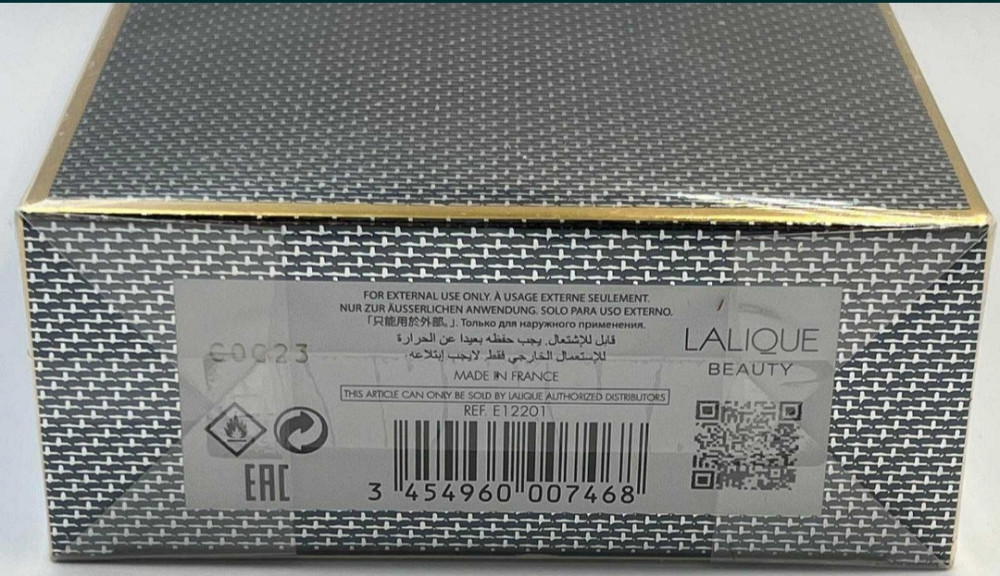 FOR EXTERNAL USE ONLY. À USAGE EXTERNE SEULEMENT.
NUR ZUR ÄUSSERLICHEN ANWENDUNG. SOLO PARA USO EXTERNO.
「只能用於外部。」 Только для наружного применения.
قابل للإشتعال. يجب حفظه بعيدا عن الحرارة
للإستعمال الخارجي فقط. لايجب إبتلاعه.
MADE IN FRANCE
THIS ARTICLE CAN ONLY BE SOLD BY LALIQUE AUTHORIZED DISTRIBUTORS
REF. E12201
3 454960 007468
EAC
LALIQUE
BEAUTY